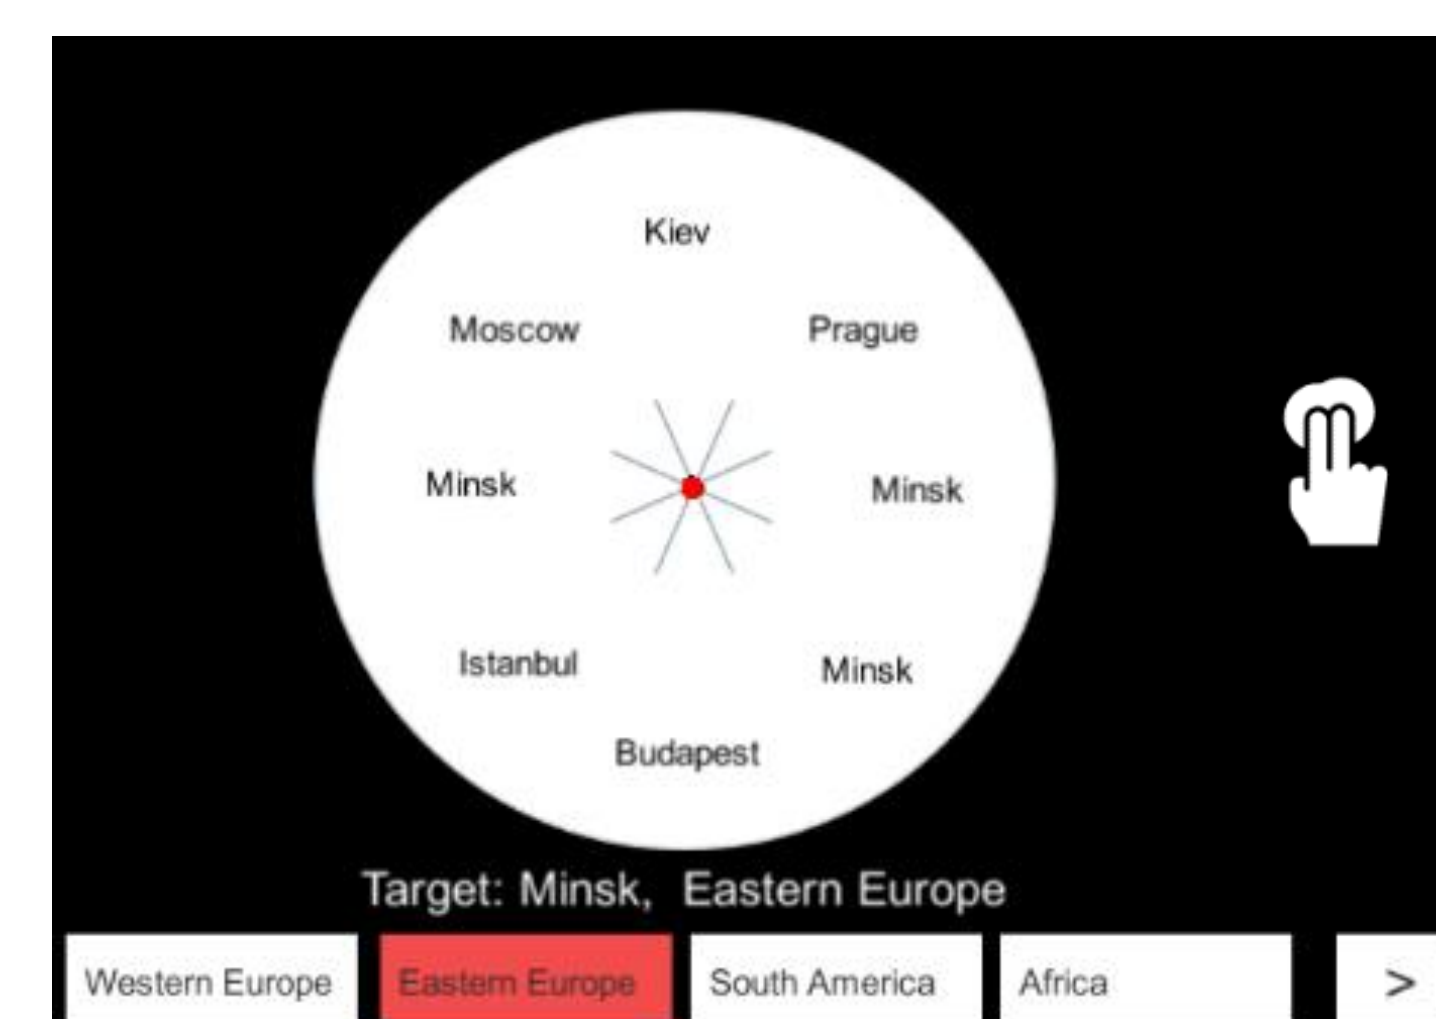 Kiev
Moscow Prague
Minsk Minsk
Istanbul Minsk
Budapest
Target: Minsk, Eastern Europe
Western Europe Eastern Europe South America Africa >